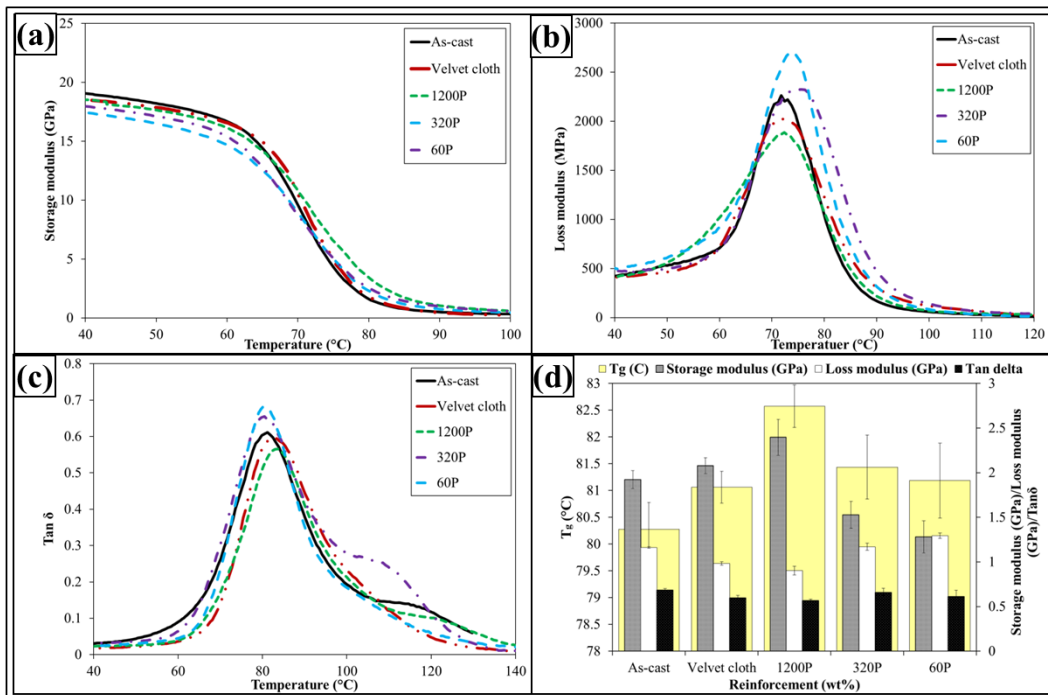 (a)
25
20
15
10
5
0
Storage modulus (GPa)
As-cast
Velvet cloth
1200P
320P
60P
40 50 60 70 80 90 100
Temperature (°C)
(b)
3000
2500
2000
1500
1000
500
0
Loss modulus (MPa)
As-cast
Velvet cloth
1200P
320P
60P
40 50 60 70 80 90 100 110 120
Temperatuer (°C)
(c)
0.7
0.6
0.5
0.4
0.3
0.2
0.1
0
Tan δ
As-cast
Velvet cloth
1200P
320P
60P
40 60 80 100 120 140
Temperature (°C)
(d)
Tg (C) Storage modulus (GPa) Loss modulus (GPa) Tan delta
83
82.5
82
81.5
81
80.5
80
79.5
79
78.5
78
Tg (°C)
3
2.5
2
1.5
1
0.5
0
Storage modulus (GPa)/Loss modulus
(GPa)/Tanδ
As-cast Velvet cloth 1200P 320P 60P
Reinforcement (wt%)